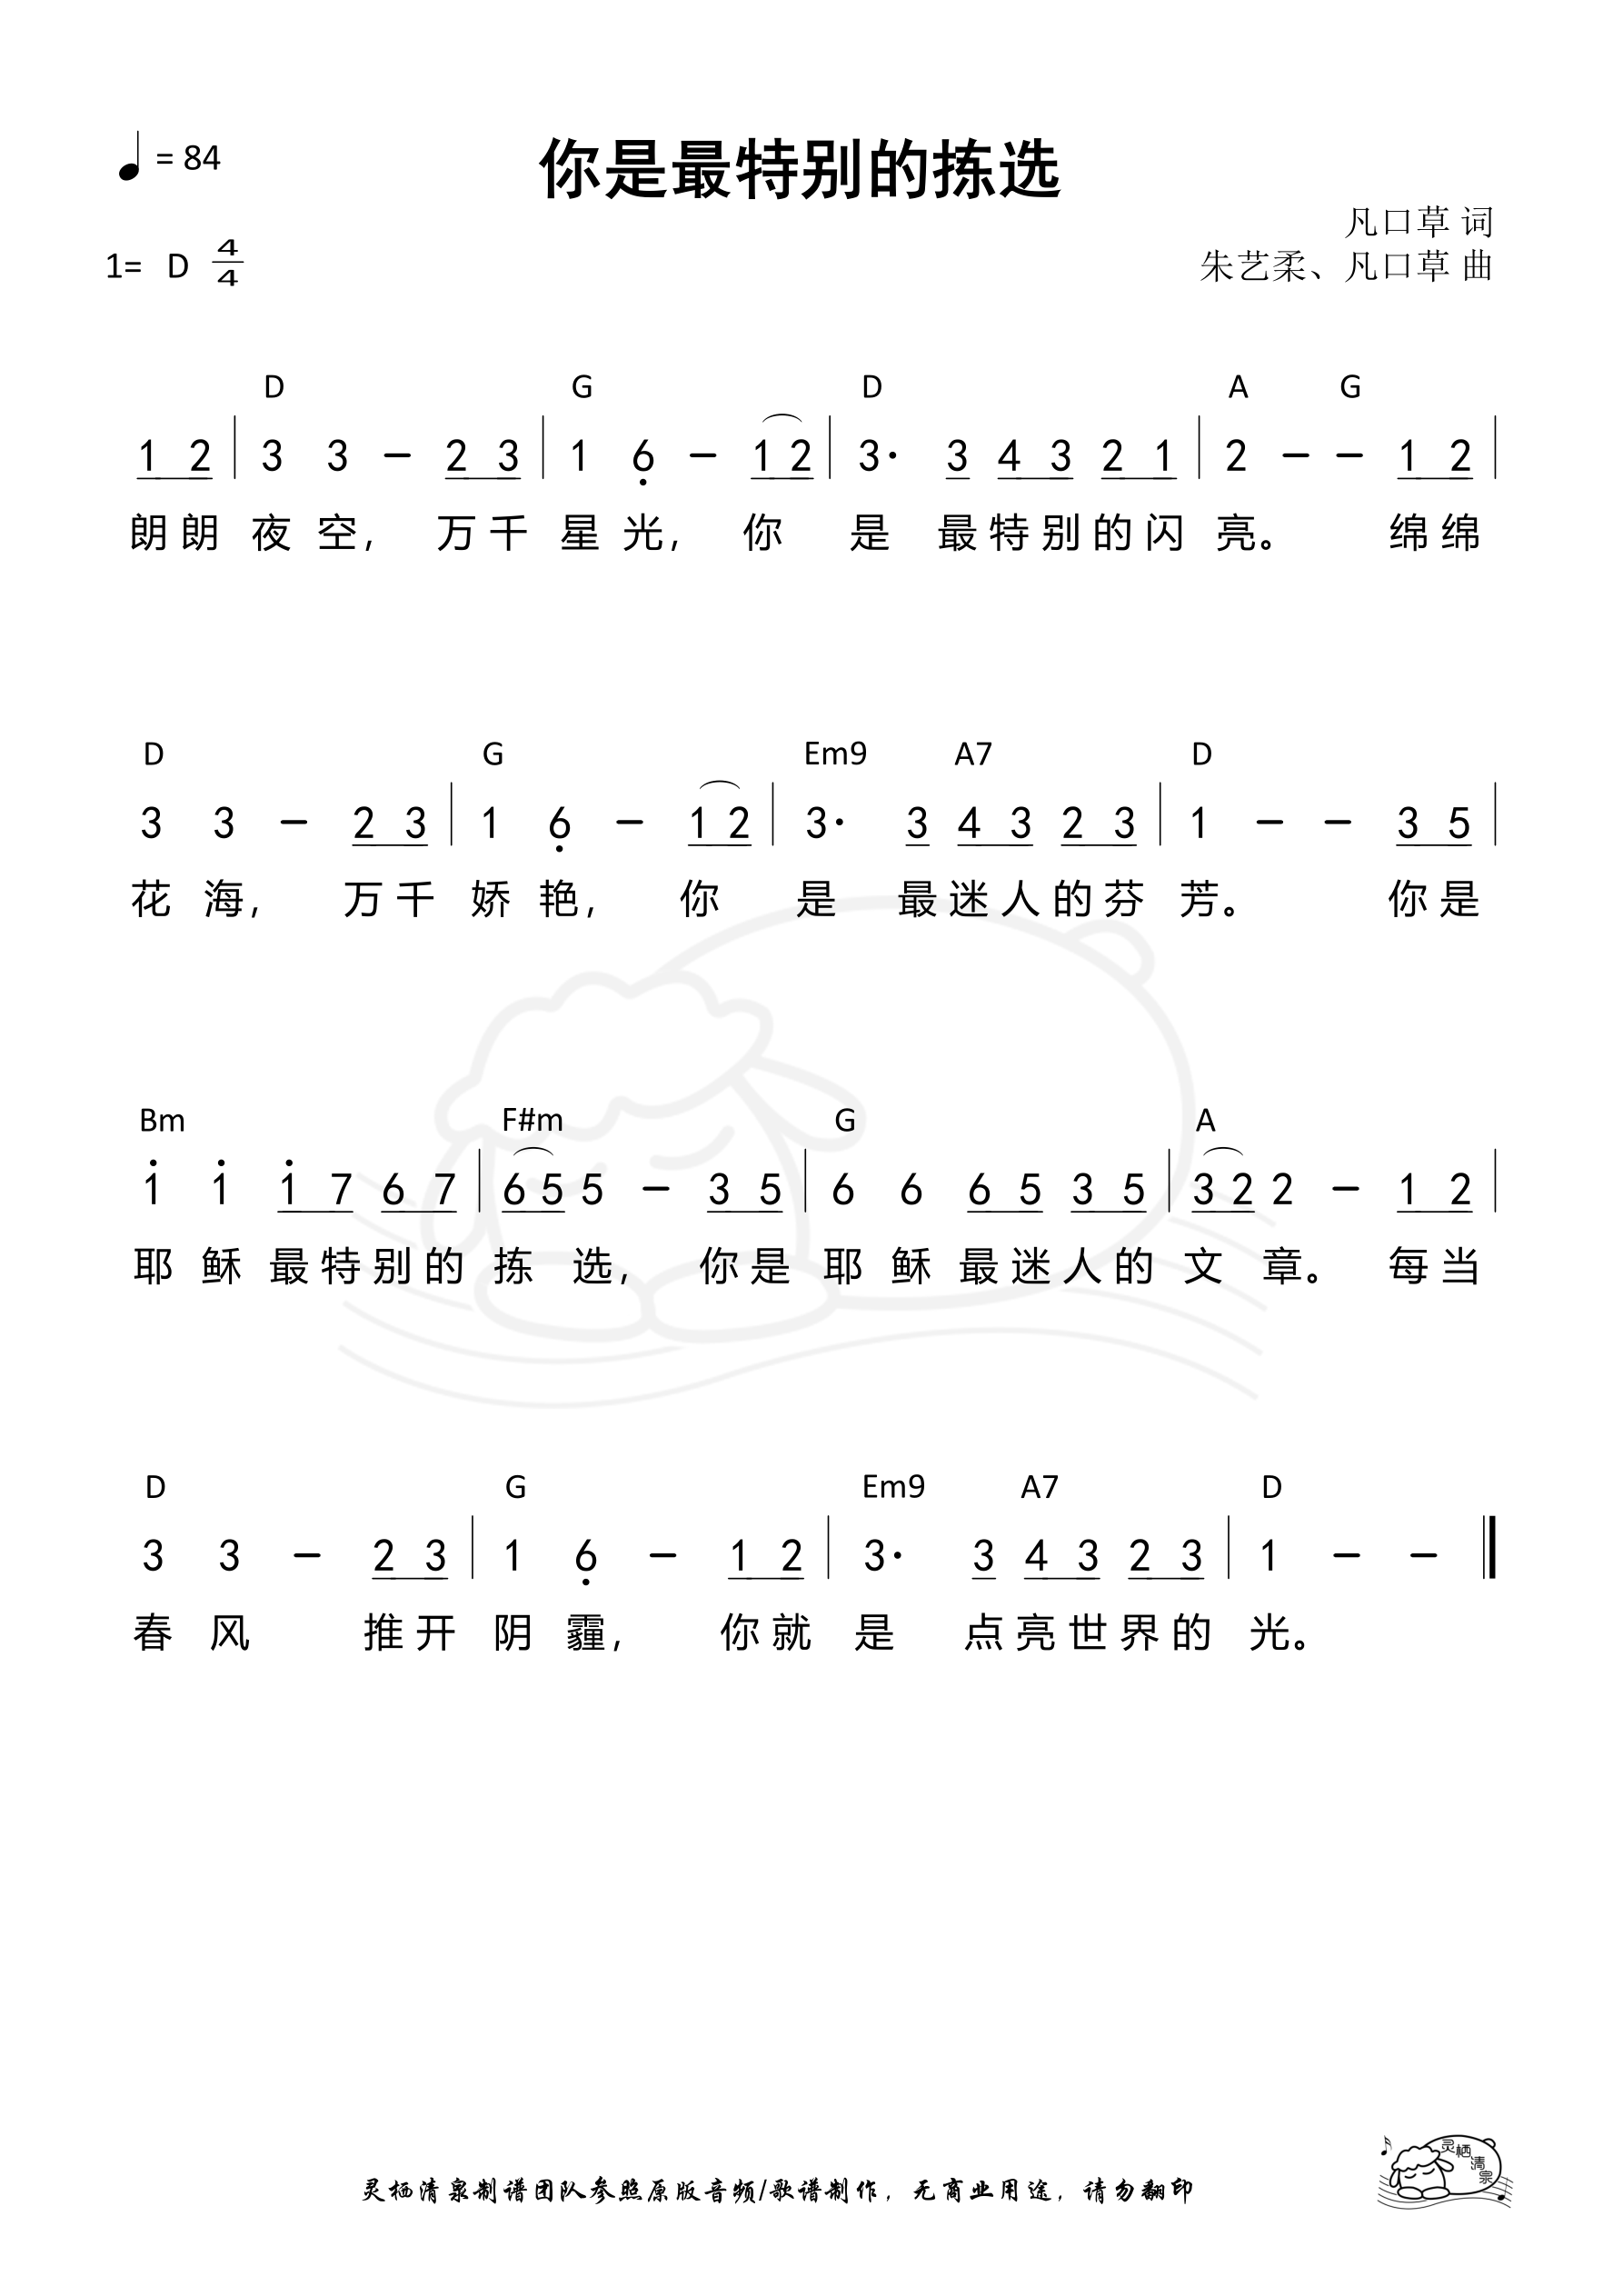 = 84
你是最特别的拣选
凡口草 词
1= D 4/4
朱艺柔、凡口草 曲
D G D A G
1 2 | 3 3 – 2 3 | 1 6̣ – 1 2 | 3· 3 4 3 2 1 | 2 – – 1 2 |
朗朗 夜 空， 万千 星 光， 你 是 最特别的闪 亮。 绵绵
D G Em9 A7 D
3 3 – 2 3 | 1 6̣ – 1 2 | 3· 3 4 3 2 3 | 1 – – 3 5 |
花 海， 万千 娇 艳， 你 是 最迷人的芬 芳。 你是
Bm F#m G A
1̇ 1̇ 1̇ 7 6 7 | 6 5 5 – 3 5 | 6 6 6 5 3 5 | 3 2 2 – 1 2 |
耶 稣 最特别的 拣 选， 你是 耶 稣 最迷人的 文 章。 每当
D G Em9 A7 D
3 3 – 2 3 | 1 6̣ – 1 2 | 3· 3 4 3 2 3 | 1 – – ‖
春 风 推开 阴 霾， 你就 是 点亮世界的 光。
灵栖清泉
灵栖清泉制谱团队参照原版音频/歌谱制作，无商业用途，请勿翻印